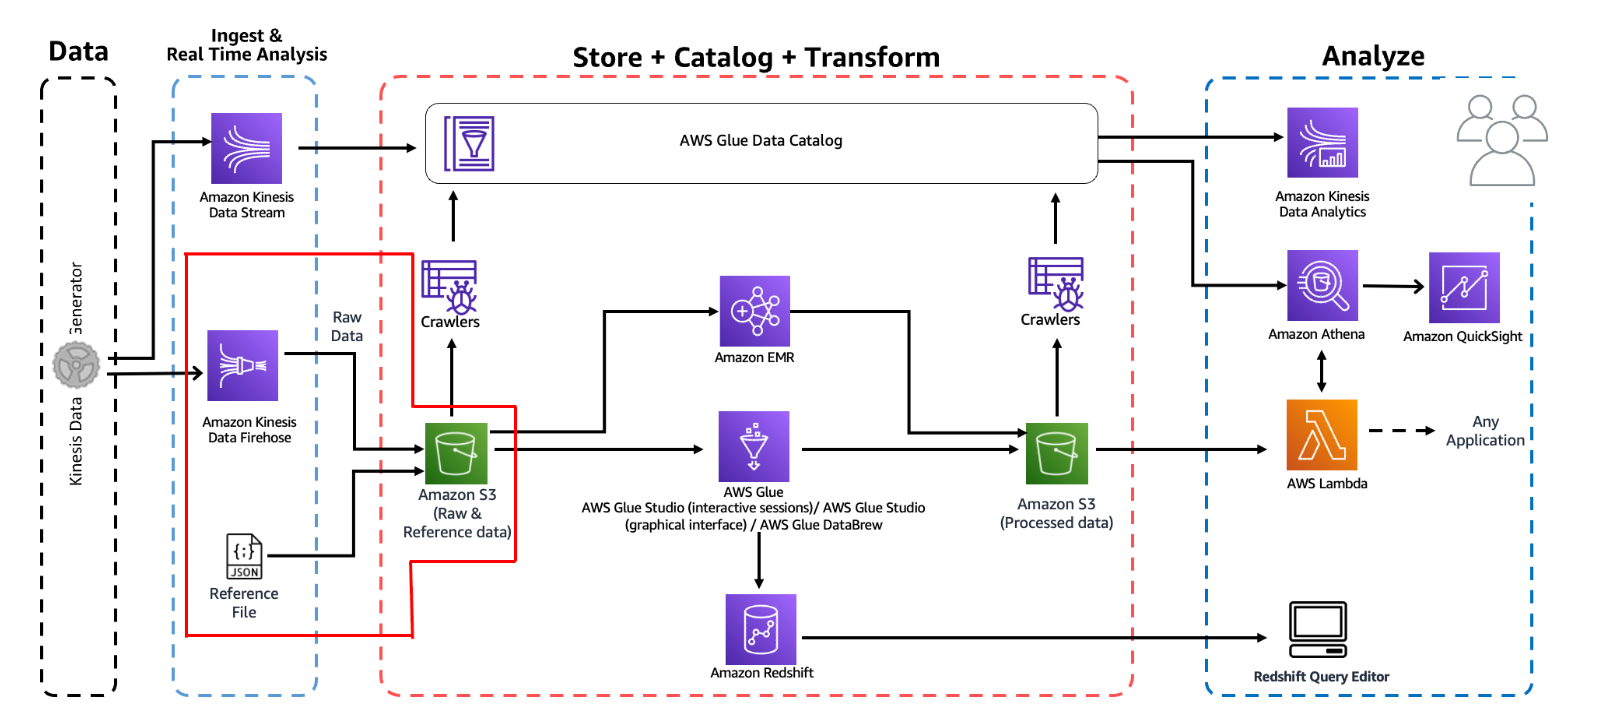 Data
Ingest &
Real Time Analysis
Store + Catalog + Transform
Analyze
AWS Glue Data Catalog
Amazon Kinesis
Data Stream
Amazon Kinesis
Data Analytics
Kinesis Data
Generator
Raw
Data
Crawlers
Crawlers
Amazon EMR
Amazon Athena
Amazon QuickSight
Amazon Kinesis
Data Firehose
Any
Application
Amazon S3
(Raw &
Reference data)
AWS Glue
AWS Glue Studio (interactive sessions)/ AWS Glue Studio
(graphical interface) / AWS Glue DataBrew
Amazon S3
(Processed data)
AWS Lambda
{;}
JSON
Reference
File
Amazon Redshift
Redshift Query Editor